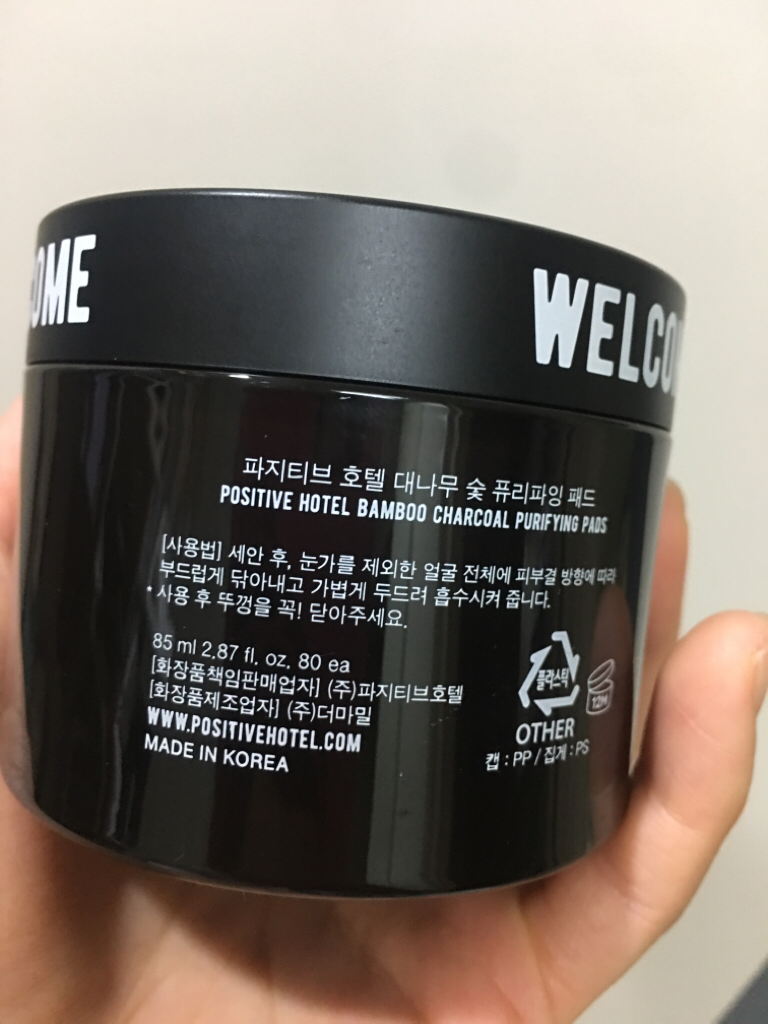 OME
WELCOM
파지티브 호텔 대나무 숯 퓨리파잉 패드
POSITIVE HOTEL BAMBOO CHARCOAL PURIFYING PADS
[사용법] 세안 후, 눈가를 제외한 얼굴 전체에 피부결 방향에 따라
부드럽게 닦아내고 가볍게 두드려 흡수시켜 줍니다.
* 사용 후 뚜껑을 꼭! 닫아주세요.
85 ml 2.87 fl. oz. 80 ea
[화장품책임판매업자] (주)파지티브호텔
[화장품제조업자] (주)더마밀
WWW.POSITIVEHOTEL.COM
MADE IN KOREA
플라스틱
12M
OTHER
캡 : PP / 집게 : PS